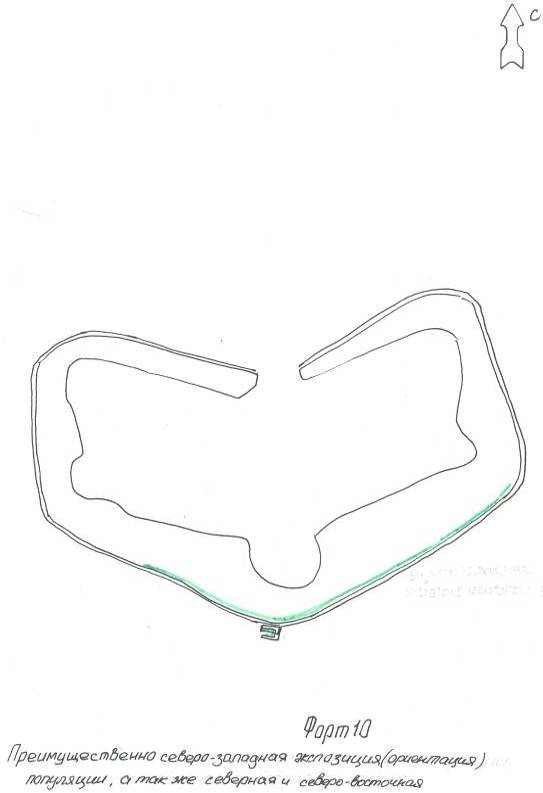 С
Форт 10
Преимущественно северо-западная экспозиция (ориентация)
популяции, а так же северная и северо-восточная